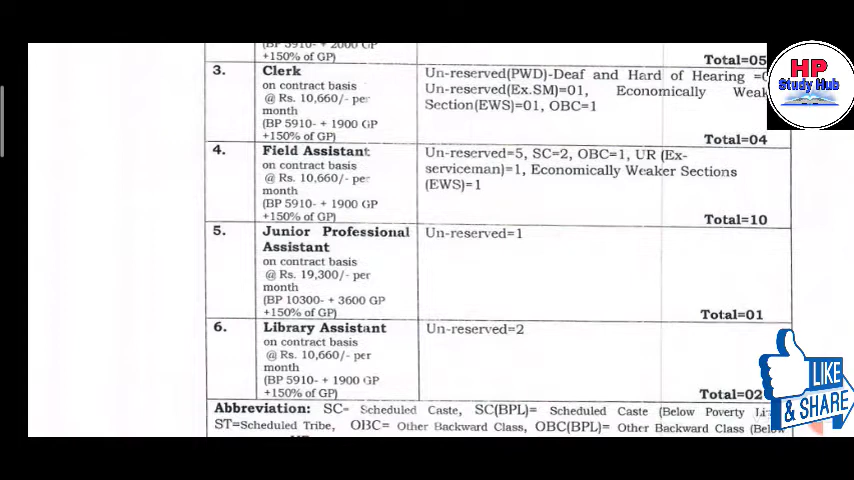 (BP 5910- + 2000 GP
+150% of GP)
Total=05
3.
Clerk
on contract basis
@ Rs. 10,660/- per
month
(BP 5910- + 1900 GP
+150% of GP)
Un-reserved(PWD)-Deaf and Hard of Hearing
Un-reserved(Ex.SM)=01, Economically Weak
Section(EWS)=01, OBC=1
Total=04
4.
Field Assistant
on contract basis
@ Rs. 10,660/- per
month
(BP 5910- + 1900 GP
+150% of GP)
Un-reserved=5, SC=2, OBC=1, UR (Ex-
serviceman)=1, Economically Weaker Sections
(EWS)=1
Total=10
5.
Junior Professional
Assistant
on contract basis
@ Rs. 19,300/- per
month
(BP 10300- + 3600 GP
+150% of GP)
Un-reserved=1
Total=01
6.
Library Assistant
on contract basis
@ Rs. 10,660/- per
month
(BP 5910- + 1900 GP
+150% of GP)
Un-reserved=2
Total=02
Abbreviation: SC= Scheduled Caste, SC(BPL)= Scheduled Caste (Below Poverty
ST=Scheduled Tribe, OBC= Other Backward Class, OBC(BPL)= Other Backward Class
HP
Study Hub
LIKE
& SHARE